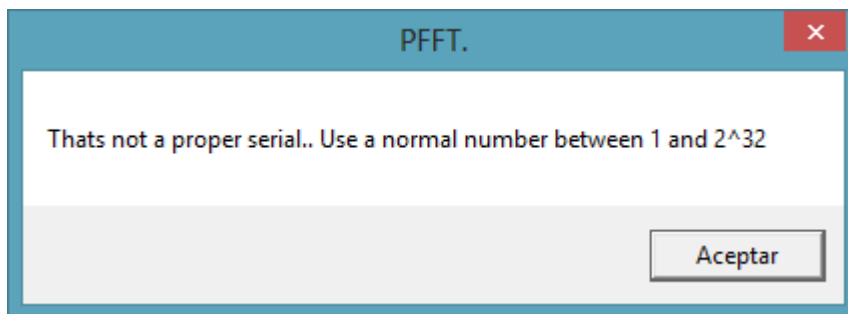 PFFT.
Thats not a proper serial.. Use a normal number between 1 and 2^32
Aceptar